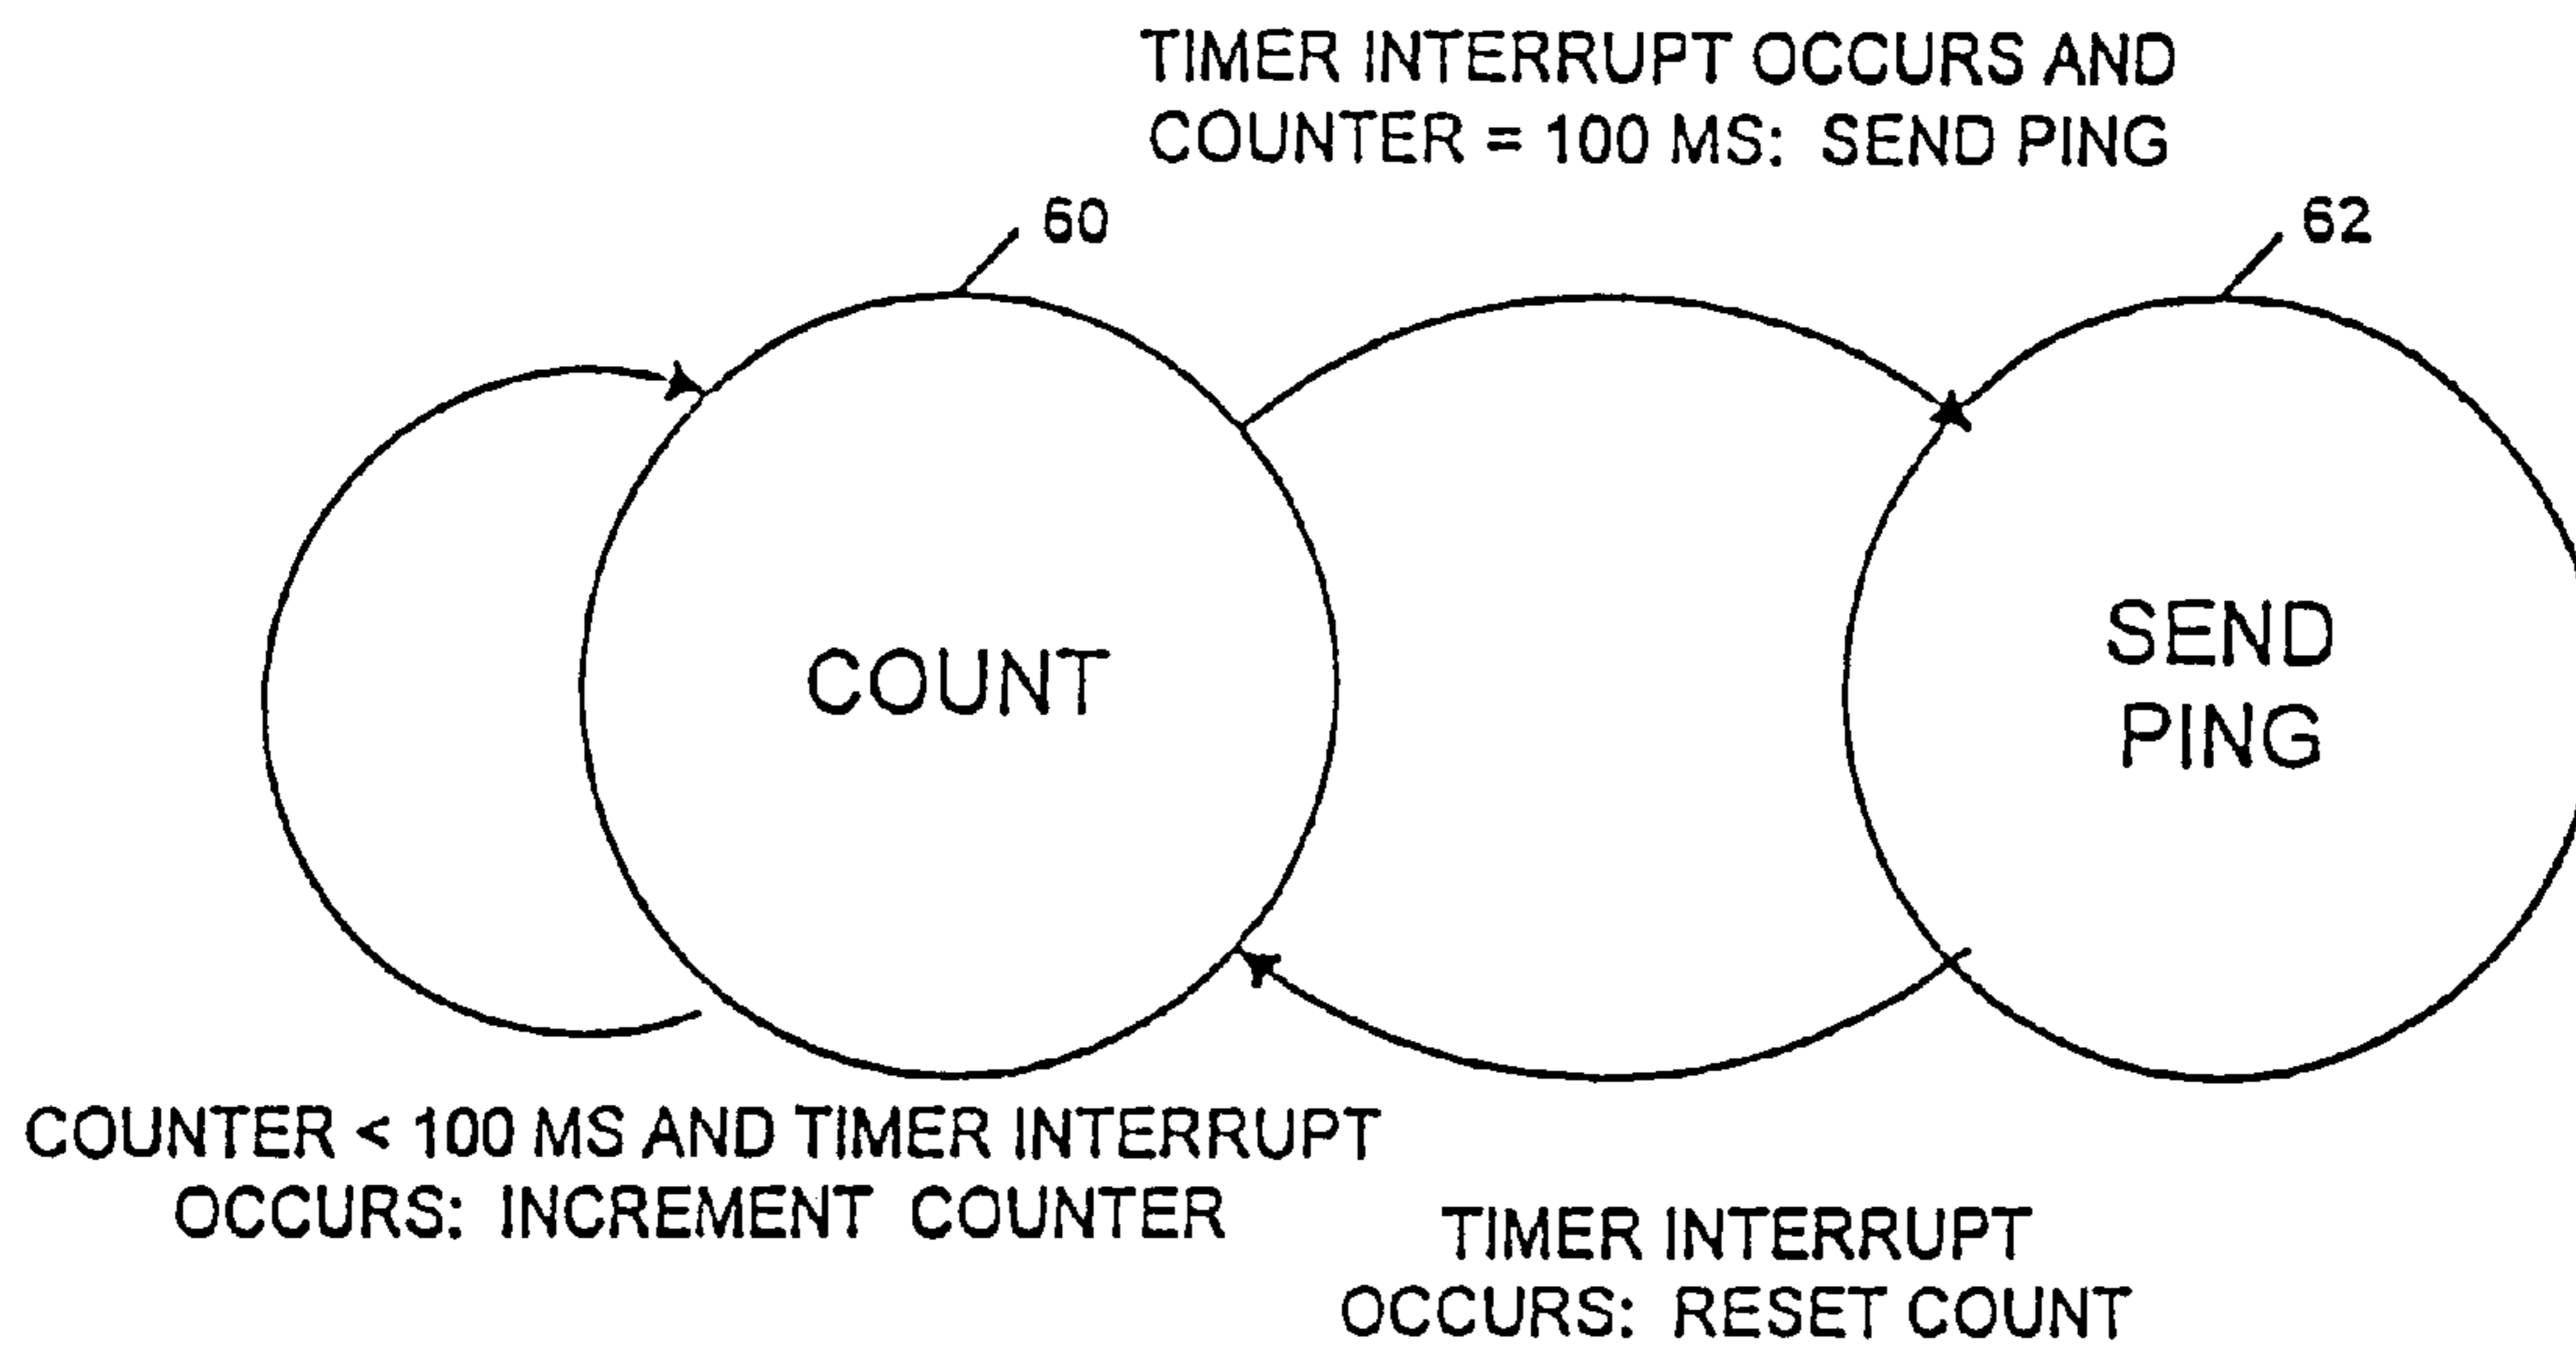 TIMER INTERRUPT OCCURS AND
COUNTER = 100 MS: SEND PING
60
62
COUNT
SEND
PING
COUNTER < 100 MS AND TIMER INTERRUPT
OCCURS: INCREMENT COUNTER
TIMER INTERRUPT
OCCURS: RESET COUNT